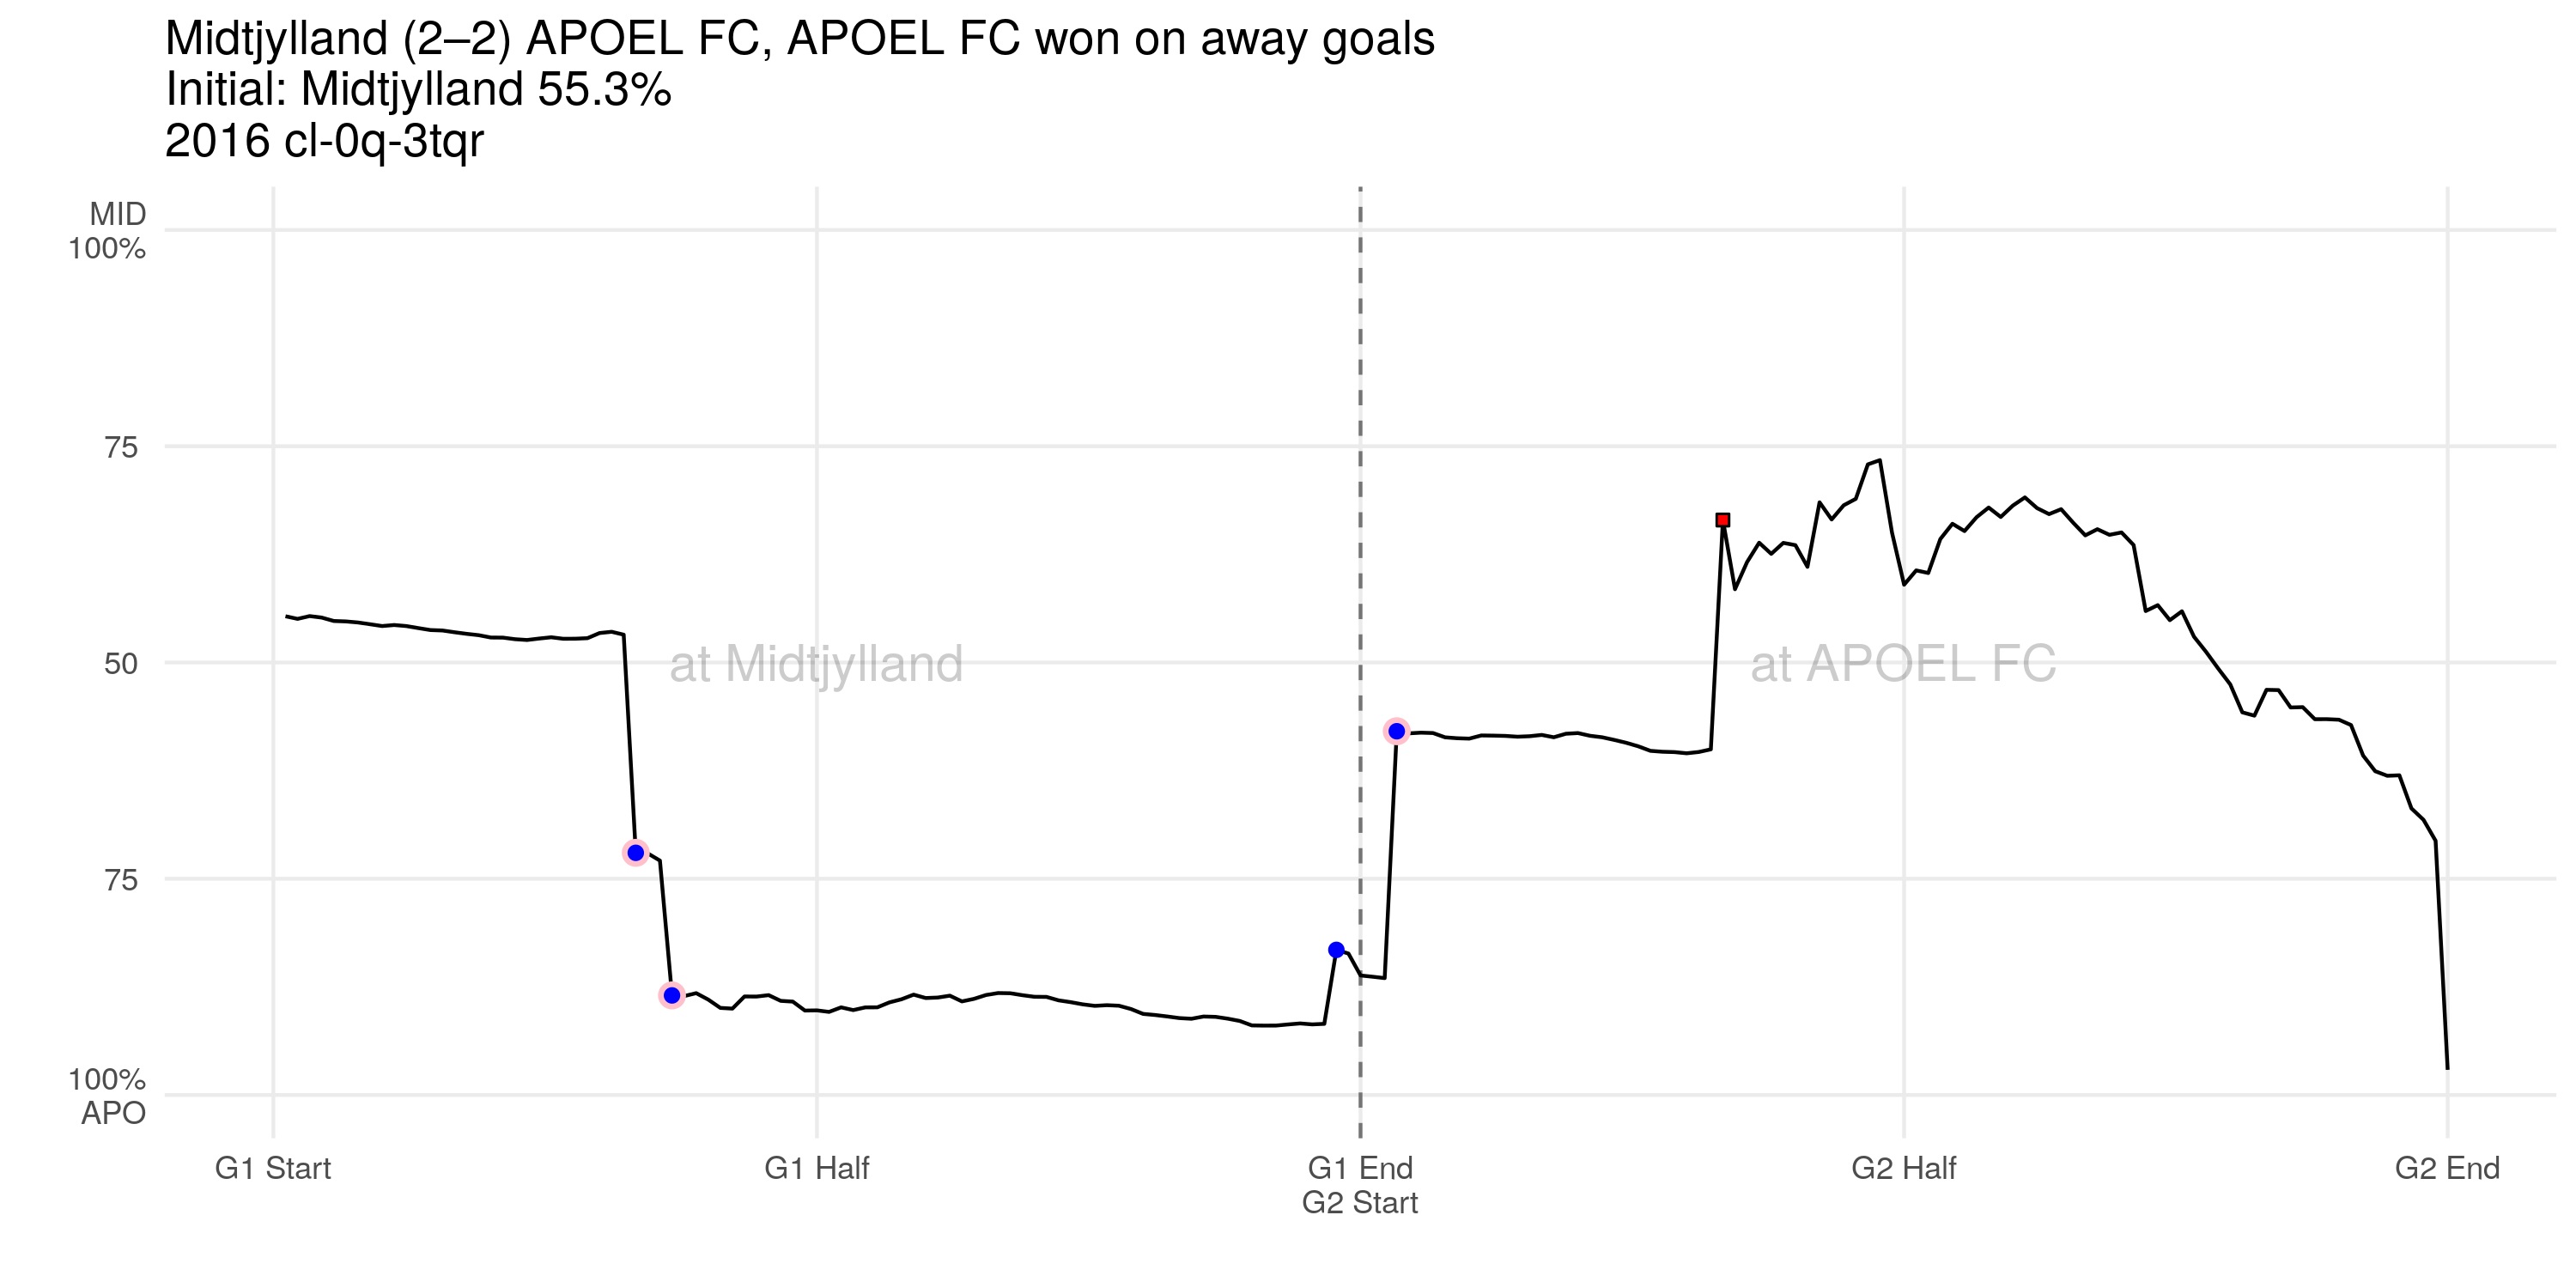 Midtjylland (2–2) APOEL FC, APOEL FC won on away goals
Initial: Midtjylland 55.3%
2016 cl-0q-3tqr
MID
100%
75
50
75
100%
APO
at Midtjylland
at APOEL FC
G1 Start
G1 Half
G1 End
G2 Start
G2 Half
G2 End